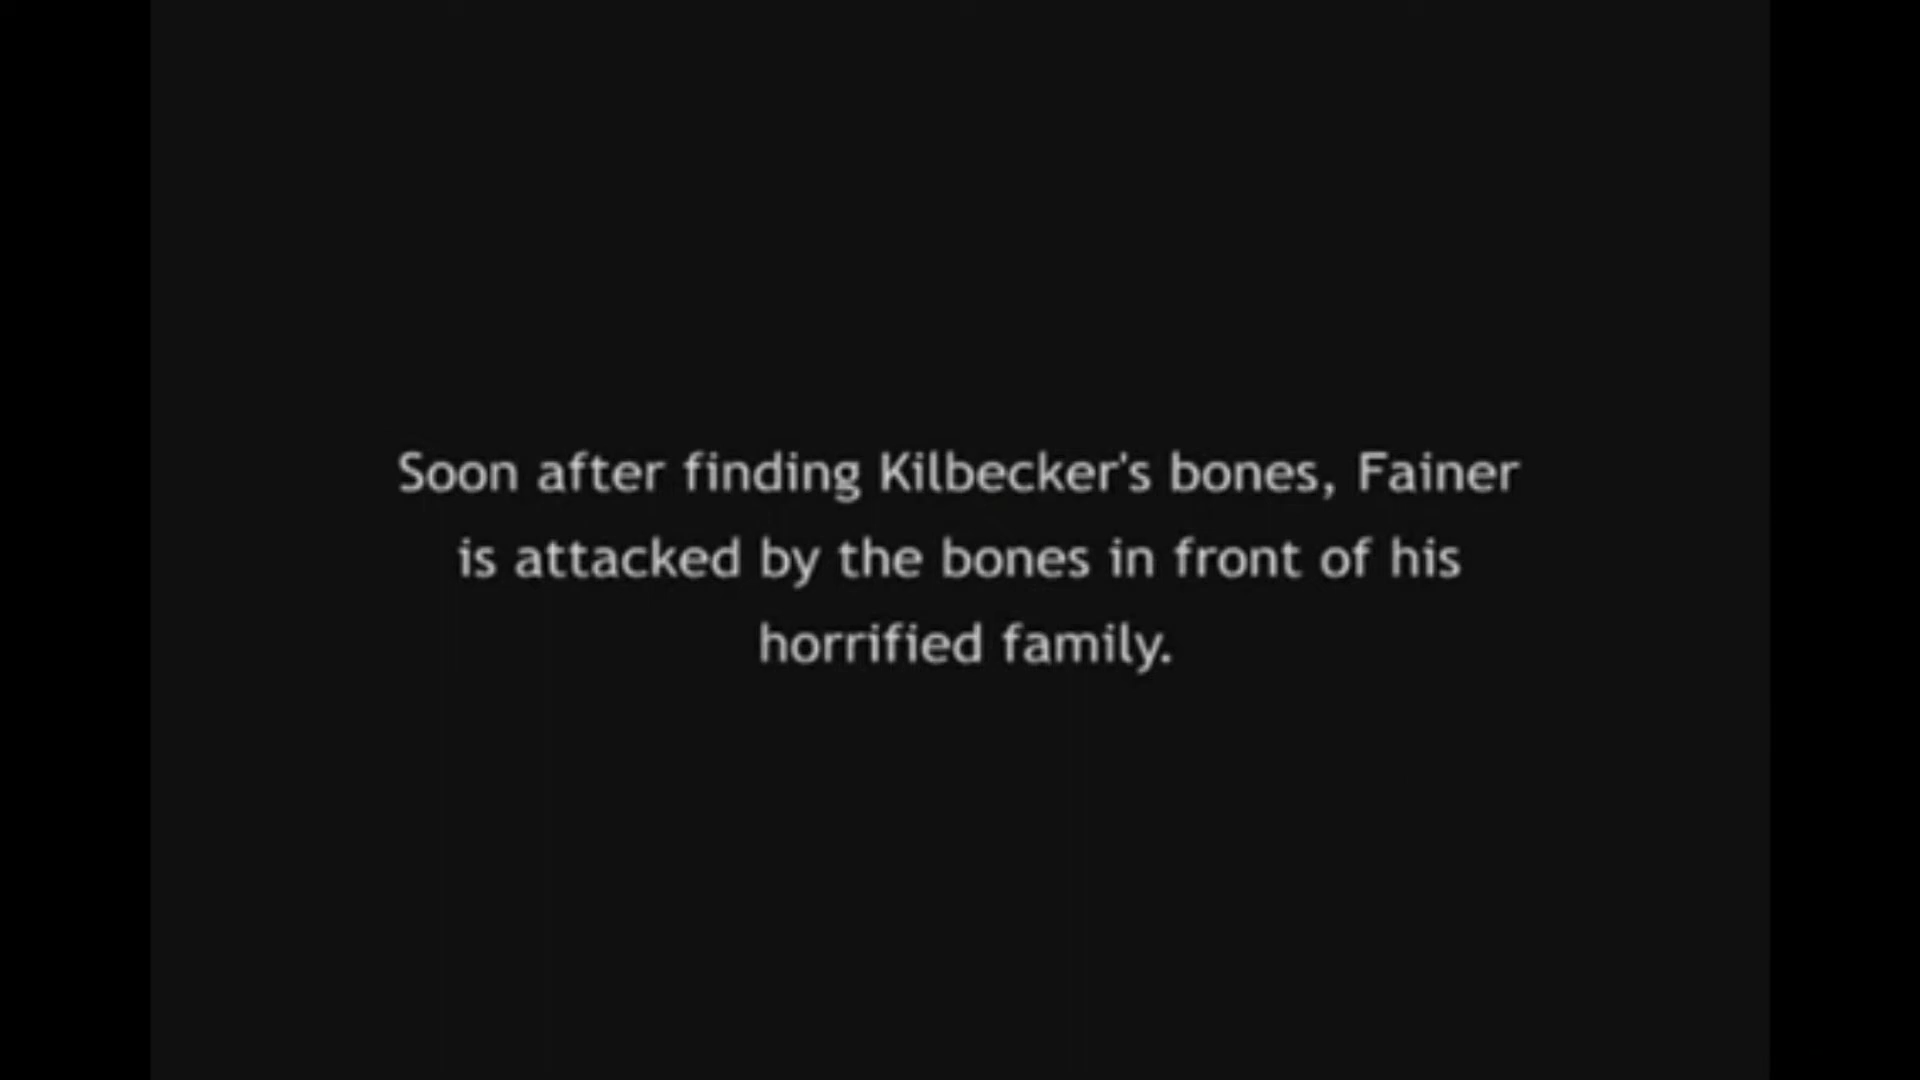 Soon after finding Kilbecker's bones, Fainer
is attacked by the bones in front of his
horrified family.